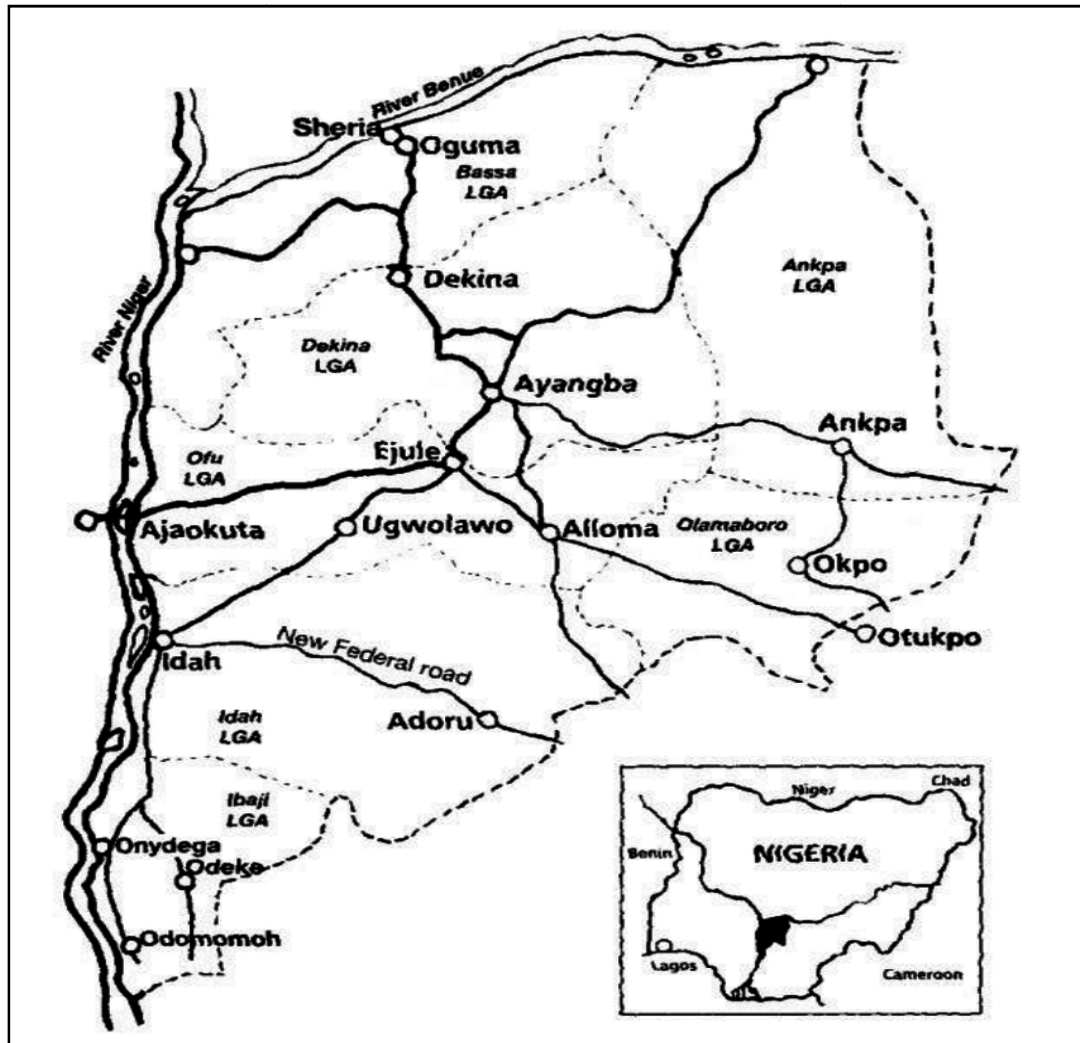 River Benue
Sheria
Oguma
Bassa
LGA
Dekina
Ankpa
LGA
River Niger
Dekina
LGA
Ayangba
Ankpa
Ejule
Ofu
LGA
Ajaokuta
Ugwolawo
Alloma
Olamaboro
LGA
Okpo
Otukpo
Idah
New Federal road
Adoru
Idah
LGA
Ibaji
LGA
Onydega
Odeke
Odomomoh
Niger
Chad
Benin
NIGERIA
Lagos
Cameroon